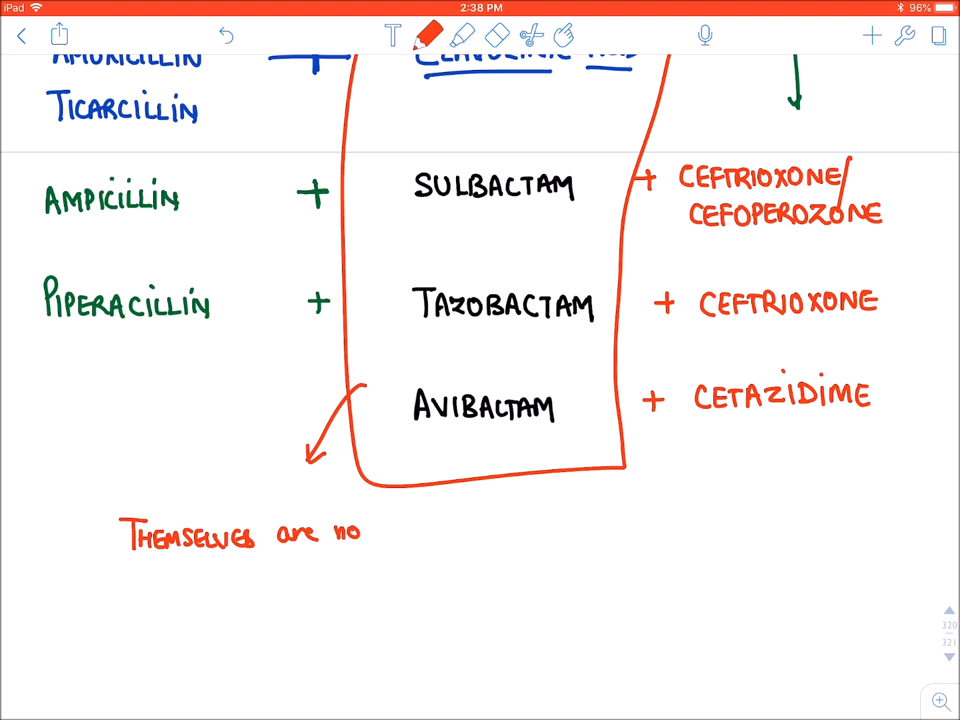 iPad 2:38 PM 96%
T
TICARCILLIN
AMPICILLIN + SULBACTAM + CEFTRIOXONE/
CEFOPEROZONE
PIPERACILLIN + TAZOBACTAM + CEFTRIOXONE
AVIBACTAM + CETAZIDIME
THEMSELVES are no
320
321